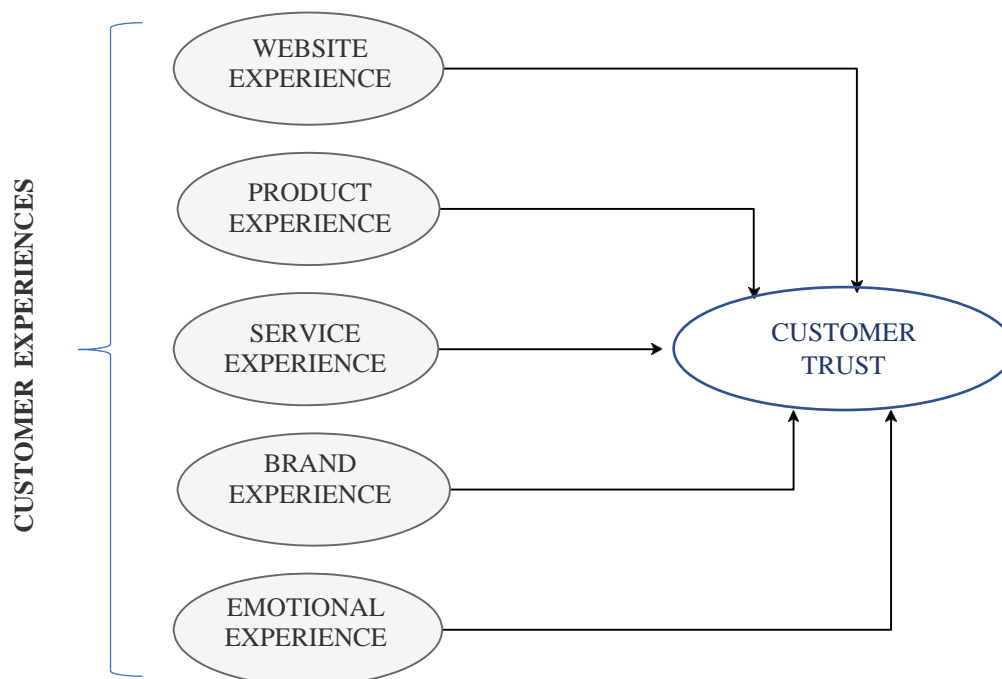 CUSTOMER EXPERIENCES
WEBSITE
EXPERIENCE
PRODUCT
EXPERIENCE
SERVICE
EXPERIENCE
BRAND
EXPERIENCE
EMOTIONAL
EXPERIENCE
CUSTOMER
TRUST